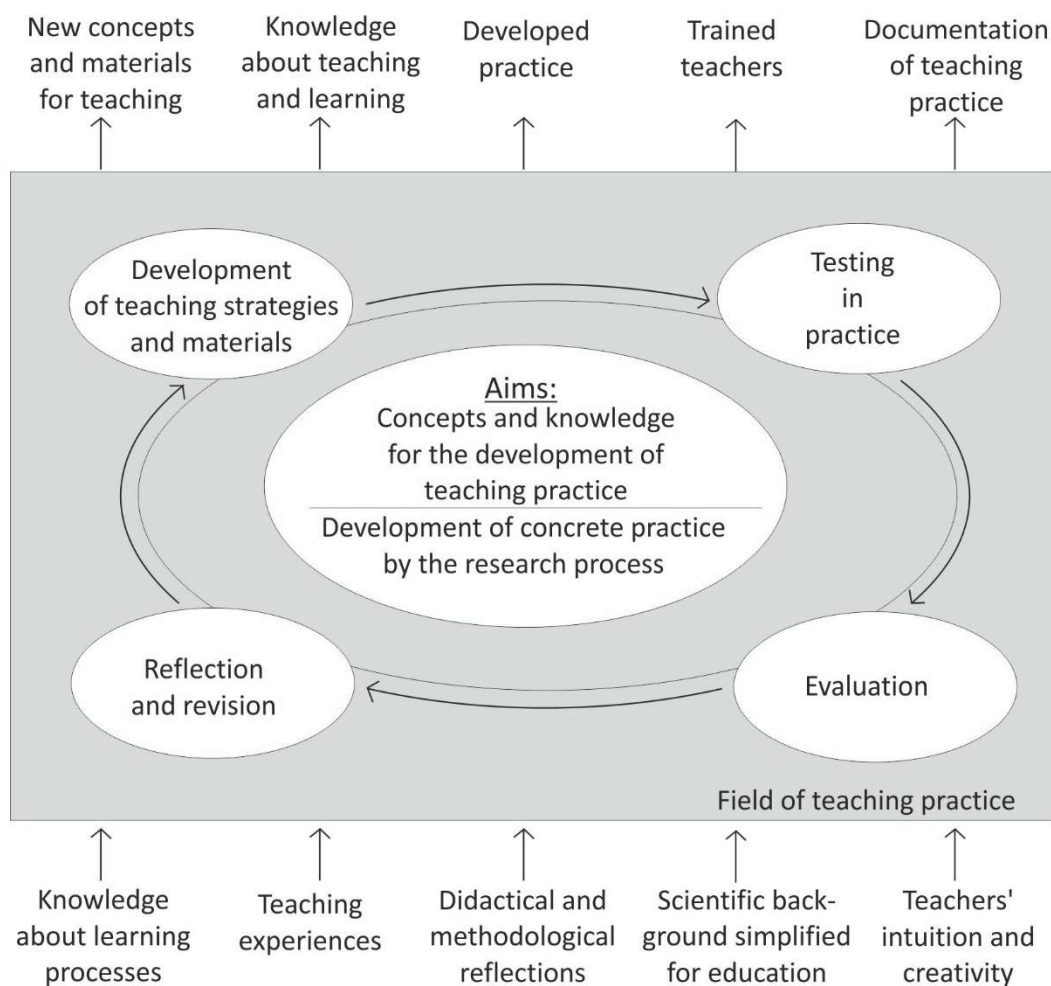 New concepts
and materials
for teaching
Knowledge
about teaching
and learning
Developed
practice
Trained
teachers
Documentation
of teaching
practice
Development
of teaching strategies
and materials
Testing
in
practice
Aims:
Concepts and knowledge
for the development of
teaching practice
Development of concrete practice
by the research process
Reflection
and revision
Evaluation
Field of teaching practice
Knowledge
about learning
processes
Teaching
experiences
Didactical and
methodological
reflections
Scientific back-
ground simplified
for education
Teachers'
intuition and
creativity